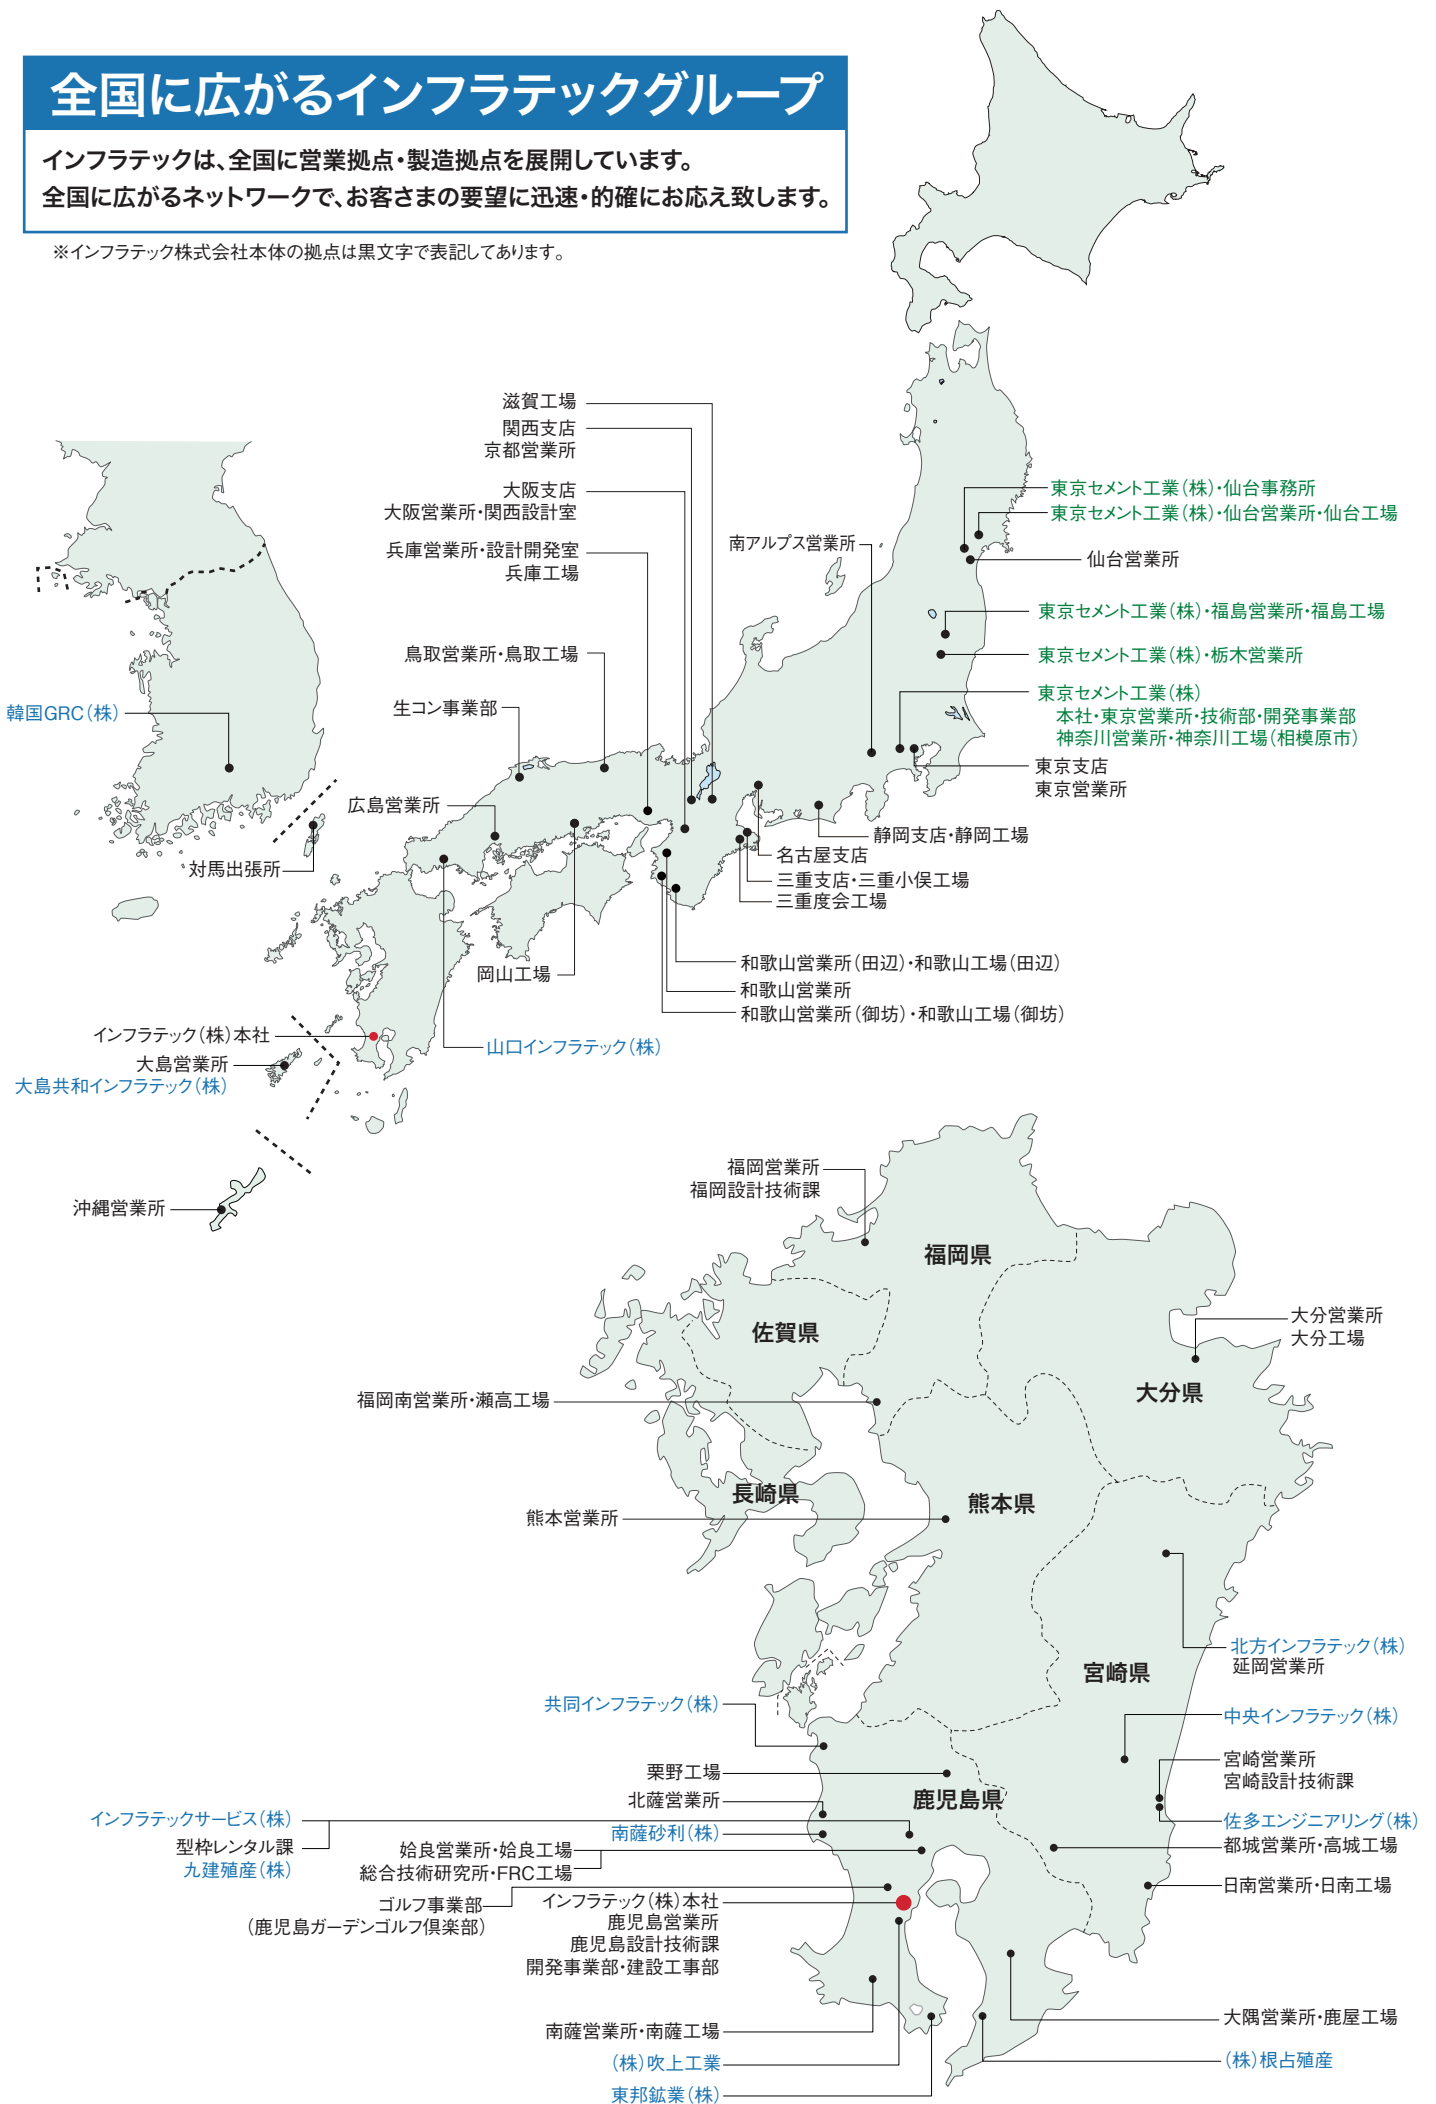 全国に広がるインフラテックグループ
インフラテックは、全国に営業拠点・製造拠点を展開しています。
全国に広がるネットワークで、お客さまの要望に迅速・的確にお応え致します。
※インフラテック株式会社本体の拠点は黒文字で表記してあります。
滋賀工場
関西支店
京都営業所
大阪支店
大阪営業所・関西設計室
兵庫営業所・設計開発室
兵庫工場
鳥取営業所・鳥取工場
生コン事業部
広島営業所
南アルプス営業所
東京セメント工業(株)・仙台事務所
東京セメント工業(株)・仙台営業所・仙台工場
仙台営業所
東京セメント工業(株)・福島営業所・福島工場
東京セメント工業(株)・栃木営業所
東京セメント工業(株)
本社・東京営業所・技術部・開発事業部
神奈川営業所・神奈川工場(相模原市)
東京支店
東京営業所
静岡支店・静岡工場
名古屋支店
三重支店・三重小俣工場
三重度会工場
和歌山営業所(田辺)・和歌山工場(田辺)
和歌山営業所
和歌山営業所(御坊)・和歌山工場(御坊)
韓国GRC(株)
対馬出張所
岡山工場
山口インフラテック(株)
インフラテック(株)本社
大島営業所
大島共和インフラテック(株)
沖縄営業所
福岡営業所
福岡設計技術課
福岡県
佐賀県
大分営業所
大分工場
大分県
福岡南営業所・瀬高工場
長崎県
熊本県
熊本営業所
北方インフラテック(株)
延岡営業所
宮崎県
共同インフラテック(株)
中央インフラテック(株)
栗野工場
宮崎営業所
宮崎設計技術課
北薩営業所
鹿児島県
インフラテックサービス(株)
佐多エンジニアリング(株)
南薩砂利(株)
型枠レンタル課
九建殖産(株)
都城営業所・高城工場
姶良営業所・姶良工場
総合技術研究所・FRC工場
日南営業所・日南工場
ゴルフ事業部
(鹿児島ガーデンゴルフ倶楽部)
インフラテック(株)本社
鹿児島営業所
鹿児島設計技術課
開発事業部・建設工事部
大隅営業所・鹿屋工場
南薩営業所・南薩工場
(株)吹上工業
(株)根占殖産
東邦鉱業(株)